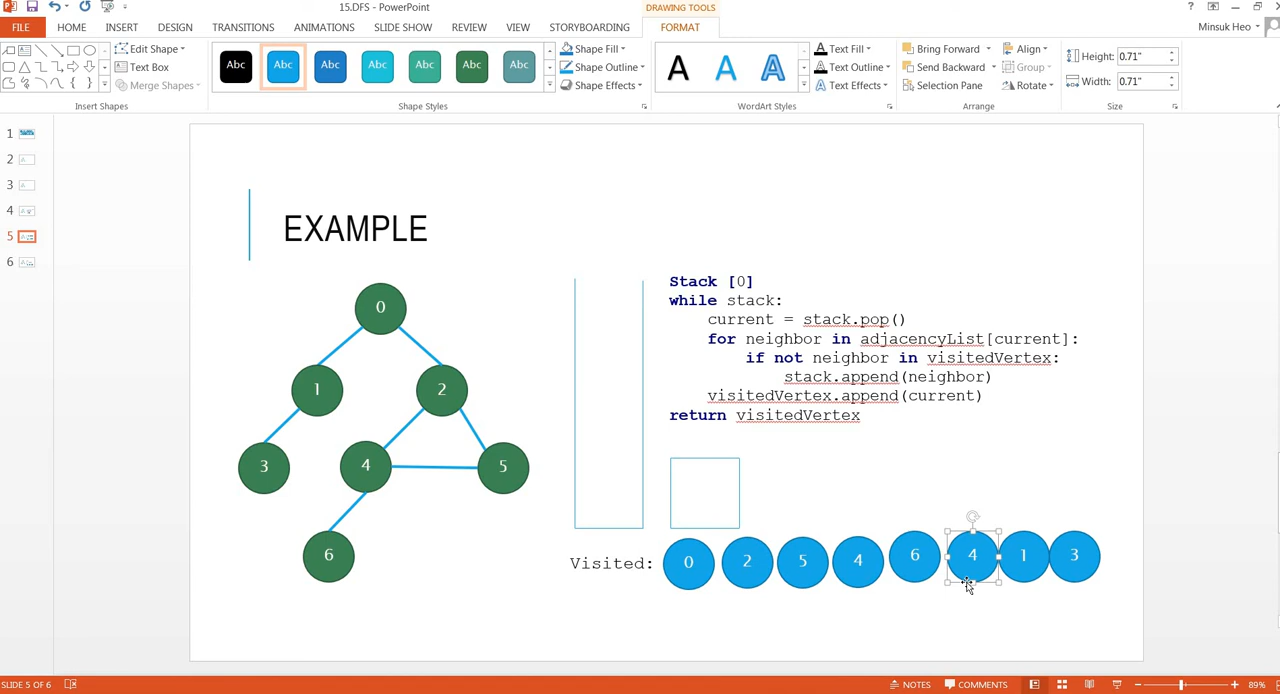 15.DFS - PowerPoint
DRAWING TOOLS
?
FILE
HOME
INSERT
DESIGN
TRANSITIONS
ANIMATIONS
SLIDE SHOW
REVIEW
VIEW
STORYBOARDING
FORMAT
Minsuk Heo
Edit Shape
Text Box
Merge Shapes
Insert Shapes
Abc Abc Abc Abc Abc Abc Abc
Shape Fill
Shape Outline
Shape Effects
Shape Styles
A A A
Text Fill
Text Outline
Text Effects
WordArt Styles
Bring Forward
Send Backward
Selection Pane
Align
Group
Rotate
Arrange
Height: 0.71"
Width: 0.71"
Size
1
2
3
4
5
6
EXAMPLE
0
1 2
3 4 5
6
Stack [0]
while stack:
current = stack.pop()
for neighbor in adjacencyList[current]:
if not neighbor in visitedVertex:
stack.append(neighbor)
visitedVertex.append(current)
return visitedVertex
Visited: 0 2 5 4 6 4 1 3
SLIDE 5 OF 6
NOTES
COMMENTS
89%